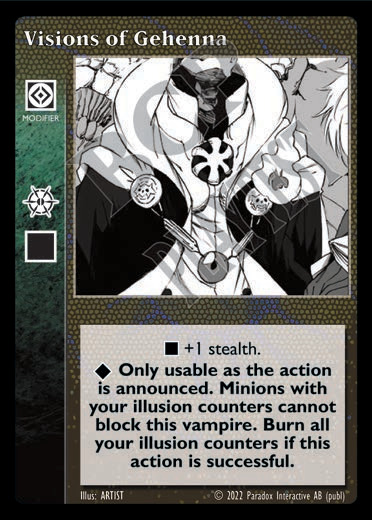 Visions of Gehenna
MODIFIER
+1 stealth.
Only usable as the action
is announced. Minions with
your illusion counters cannot
block this vampire. Burn all
your illusion counters if this
action is successful.
Illus: ARTIST
© 2022 Paradox Interactive AB (publ)